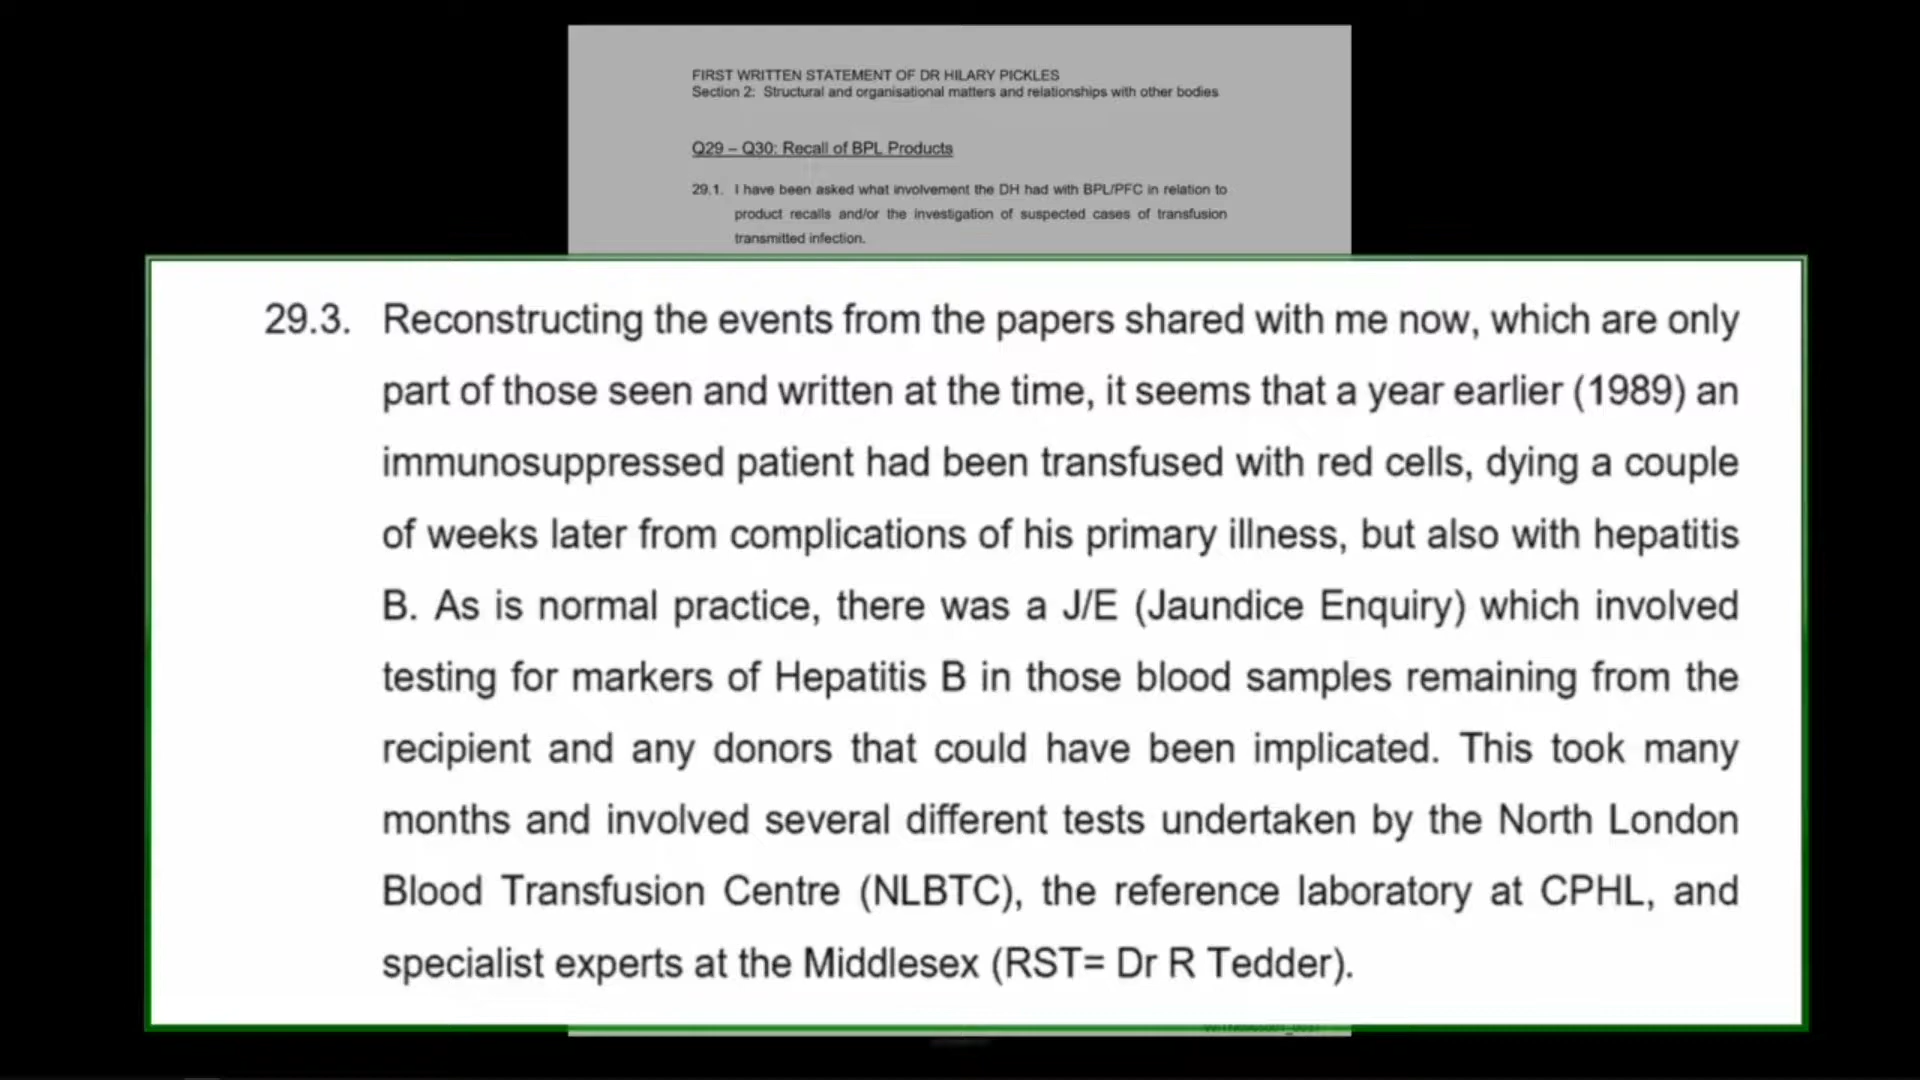 FIRST WRITTEN STATEMENT OF DR HILARY PICKLES
Section 2: Structural and organisational matters and relationships with other bodies
Q29 – Q30: Recall of BPL Products
29.1. I have been asked what involvement the DH had with BPL/PFC in relation to
product recalls and/or the investigation of suspected cases of transfusion
transmitted infection.
29.3. Reconstructing the events from the papers shared with me now, which are only
part of those seen and written at the time, it seems that a year earlier (1989) an
immunosuppressed patient had been transfused with red cells, dying a couple
of weeks later from complications of his primary illness, but also with hepatitis
B. As is normal practice, there was a J/E (Jaundice Enquiry) which involved
testing for markers of Hepatitis B in those blood samples remaining from the
recipient and any donors that could have been implicated. This took many
months and involved several different tests undertaken by the North London
Blood Transfusion Centre (NLBTC), the reference laboratory at CPHL, and
specialist experts at the Middlesex (RST= Dr R Tedder).